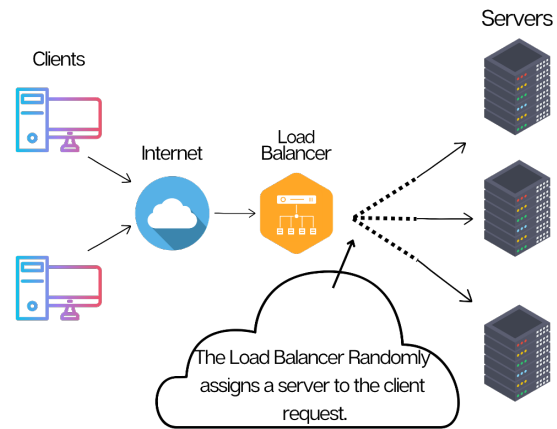 Servers
Clients
Internet
Load
Balancer
The Load Balancer Randomly
assigns a server to the client
request.